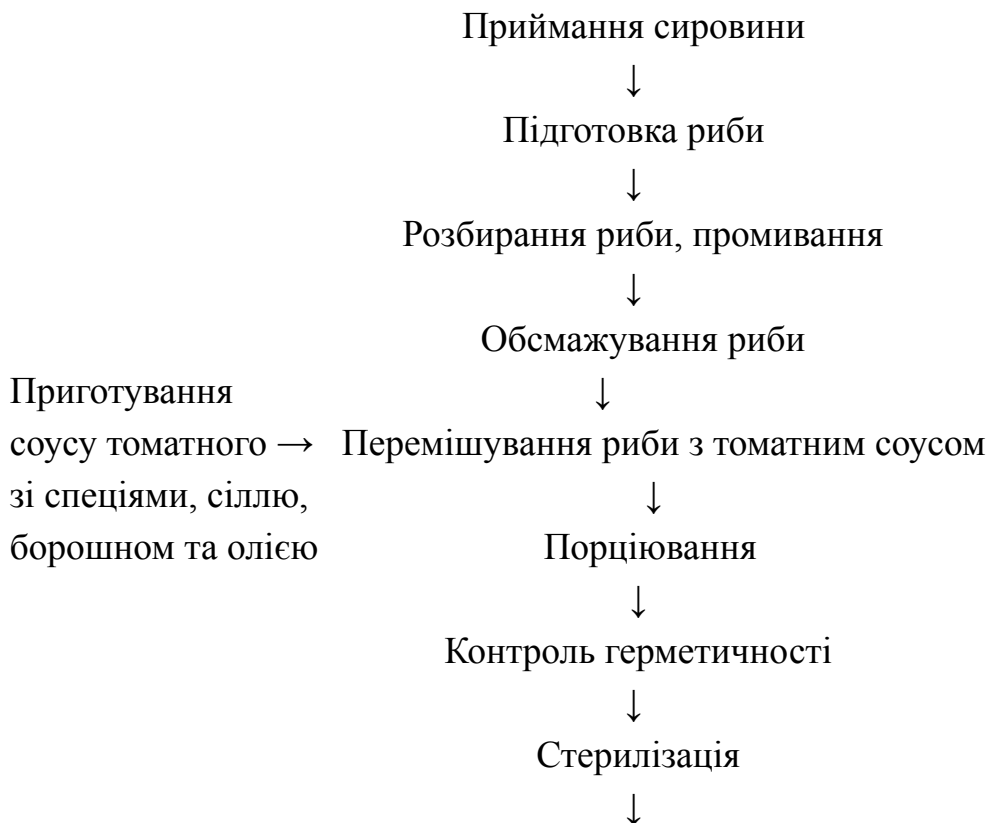 Приймання сировини
↓
Підготовка риби
↓
Розбирання риби, промивання
↓
Обсмажування риби
Приготування ↓
соусу томатного → Перемішування риби з томатним соусом
зі спеціями, сіллю, ↓
борошном та олією Порціювання
↓
Контроль герметичності
↓
Стерилізація
↓